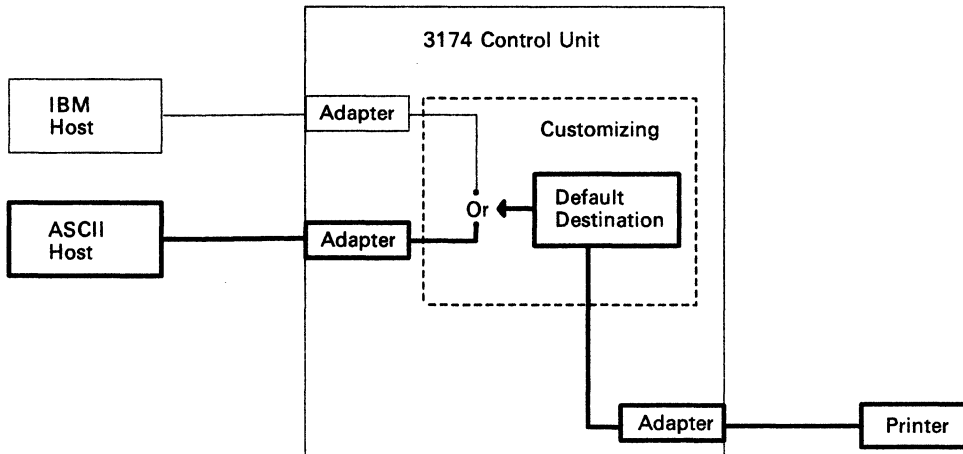 3174 Control Unit
IBM
Host
Adapter
Customizing
Default
Destination
Or
ASCII
Host
Adapter
Adapter
Printer